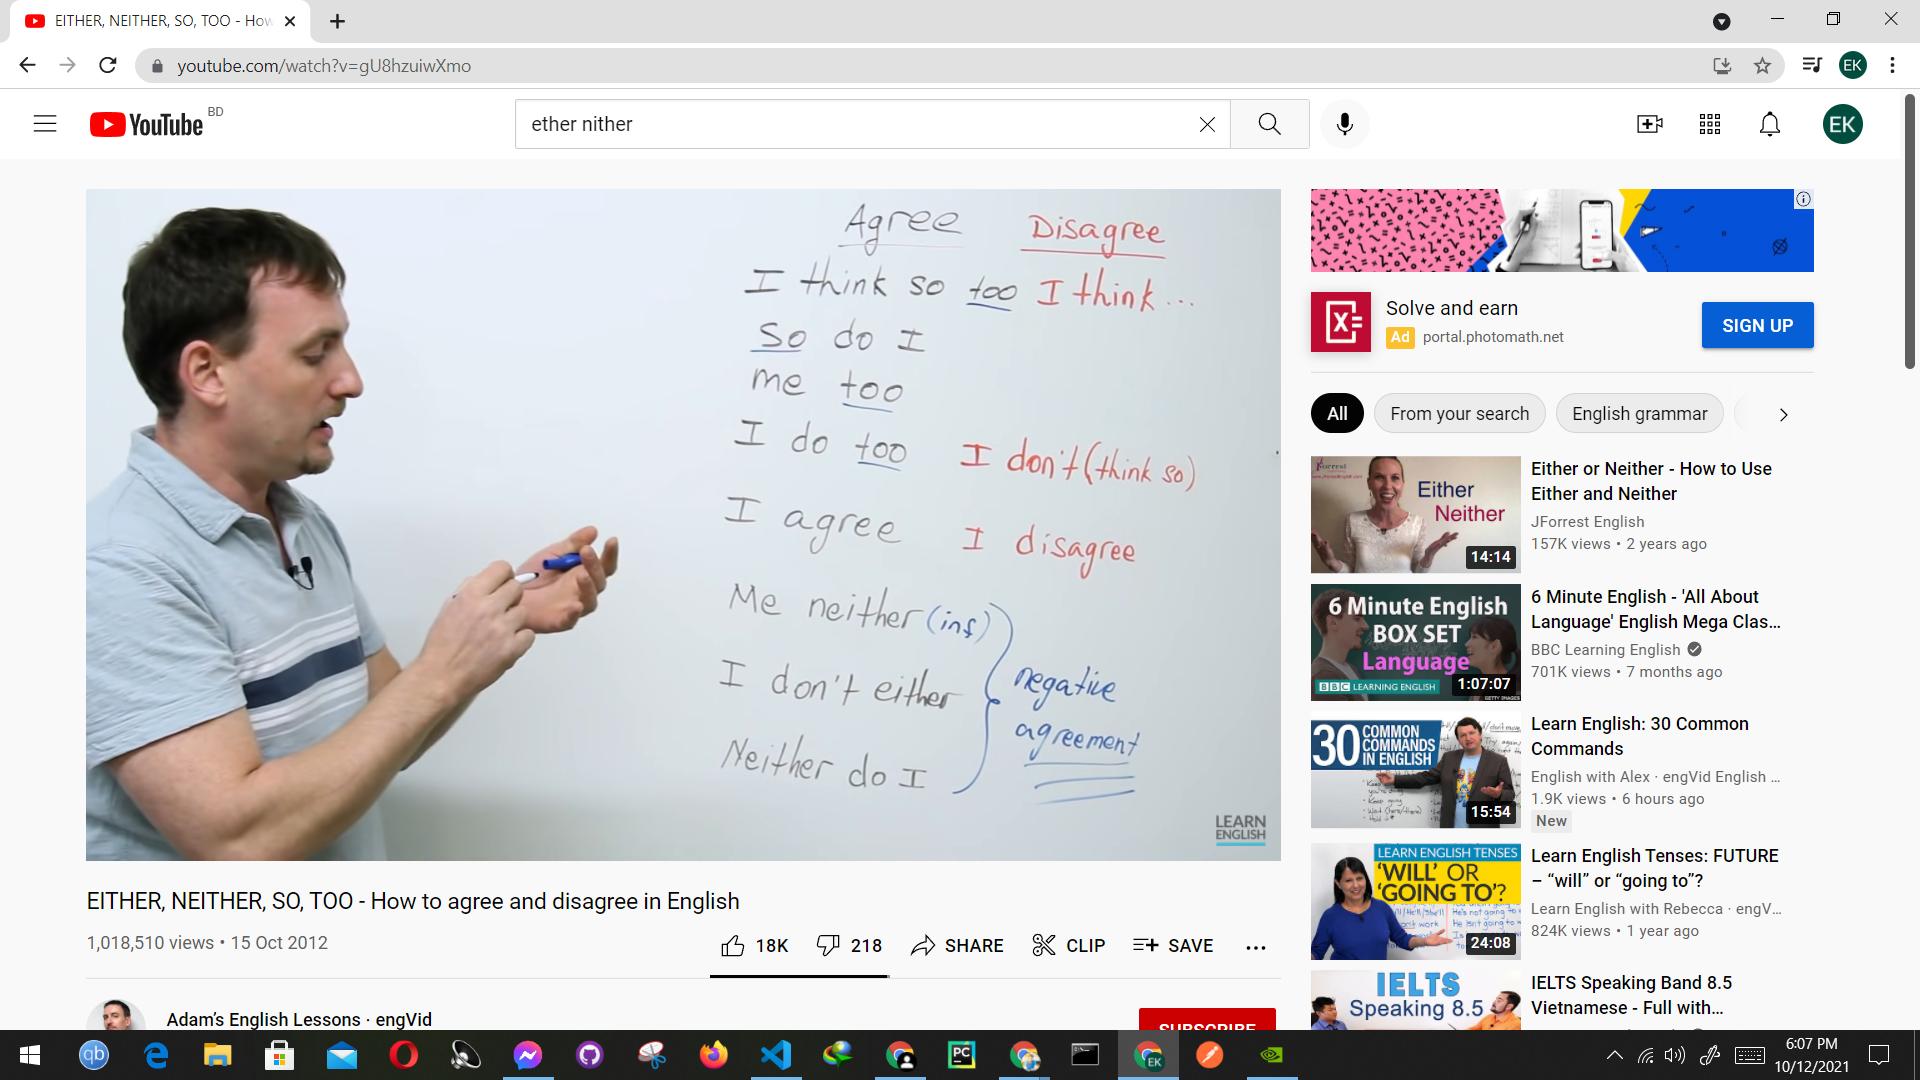 EITHER, NEITHER, SO, TOO - How
youtube.com/watch?v=gU8hzuiwXmo
EK
YouTube BD
ether nither
EK
Agree Disagree
I think so too I think...
So do I
me too
I do too I don't (think so)
I agree I disagree
Me neither (inf)
I don't either
Neither do I
negative
agreement
LEARN
ENGLISH
EITHER, NEITHER, SO, TOO - How to agree and disagree in English
1,018,510 views • 15 Oct 2012
18K 218 SHARE CLIP SAVE
Adam's English Lessons · engVid
SUBSCRIBE
Solve and earn
Ad portal.photomath.net
SIGN UP
All From your search English grammar
Either
Neither
14:14
Either or Neither - How to Use
Either and Neither
JForrest English
157K views • 2 years ago
6 Minute English
BOX SET
Language
BBC LEARNING ENGLISH
1:07:07
6 Minute English - 'All About
Language' English Mega Clas...
BBC Learning English
701K views • 7 months ago
30 COMMON
COMMANDS
IN ENGLISH
15:54
Learn English: 30 Common
Commands
English with Alex · engVid English ...
1.9K views • 6 hours ago
New
LEARN ENGLISH TENSES
'WILL' OR
'GOING TO'?
24:08
Learn English Tenses: FUTURE
– “will” or “going to”?
Learn English with Rebecca · engV...
824K views • 1 year ago
IELTS
Speaking 8.5
IELTS Speaking Band 8.5
Vietnamese - Full with...
qb
PC
EK
6:07 PM
10/12/2021